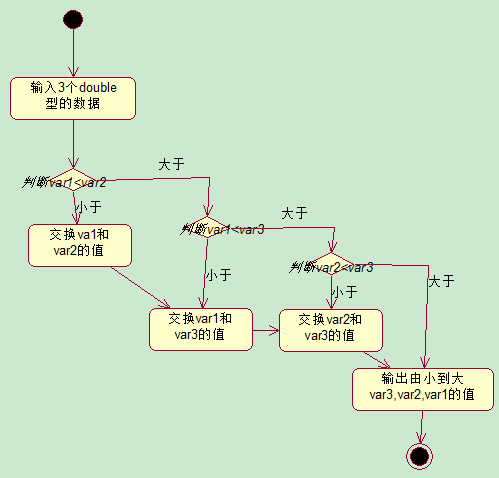 输入3个double
型的数据
判断var1<var2
大于
小于
交换va1和
var2的值
判断var1<var3
大于
小于
判断var2<var3
大于
小于
交换var1和
var3的值
交换var2和
var3的值
输出由小到大
var3,var2,var1的值